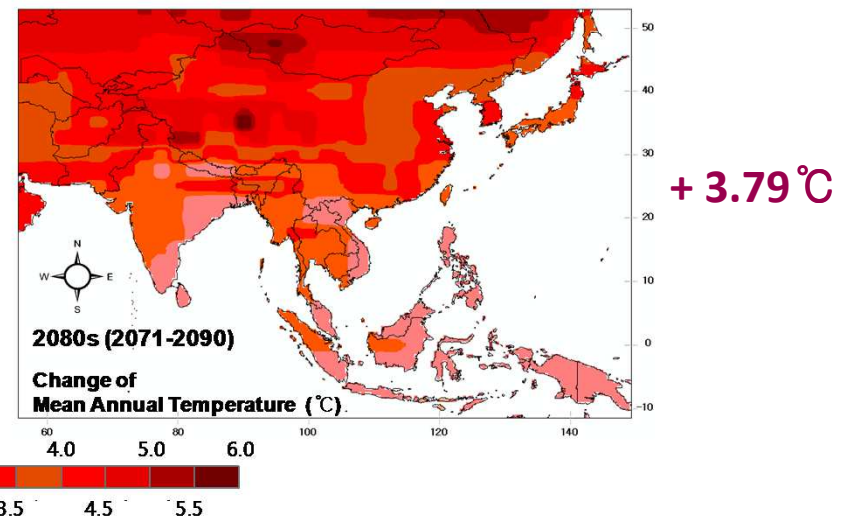 50
40
30
+ 3.79 ℃
20
N
W E
S
10
2080s (2071-2090)
0
Change of
Mean Annual Temperature (℃)
-10
60 80 100 120 140
4.0 5.0 6.0
3.5 4.5 5.5